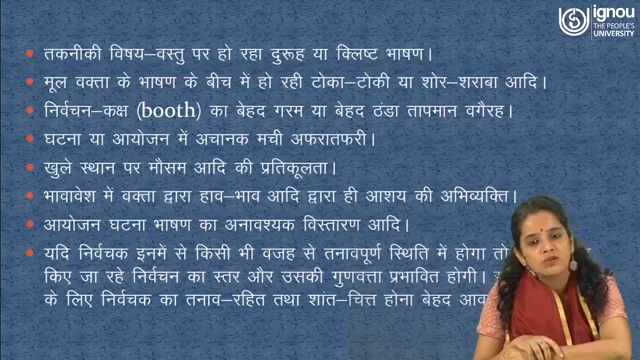 ignou
THE PEOPLE'S
UNIVERSITY
तकनीकी विषय–वस्तु पर हो रहा दुरूह या क्लिष्ट भाषण।
मूल वक्ता के भाषण के बीच में हो रही टोका–टोकी या शोर–शराबा आदि।
निर्वचन–कक्ष (booth) का बेहद गरम या बेहद ठंडा तापमान वगैरह।
घटना या आयोजन में अचानक मची अफरातफरी।
खुले स्थान पर मौसम आदि की प्रतिकूलता।
भावावेश में वक्ता द्वारा हाव–भाव आदि द्वारा ही आशय की अभिव्यक्ति।
आयोजन घटना भाषण का अनावश्यक विस्तारण आदि।
यदि निर्वचक इनमें से किसी भी वजह से तनावपूर्ण स्थिति में होगा तो
किए जा रहे निर्वचन का स्तर और उसकी गुणवत्ता प्रभावित होगी।
के लिए निर्वचक का तनाव–रहित तथा शांत–चित्त होना बेहद